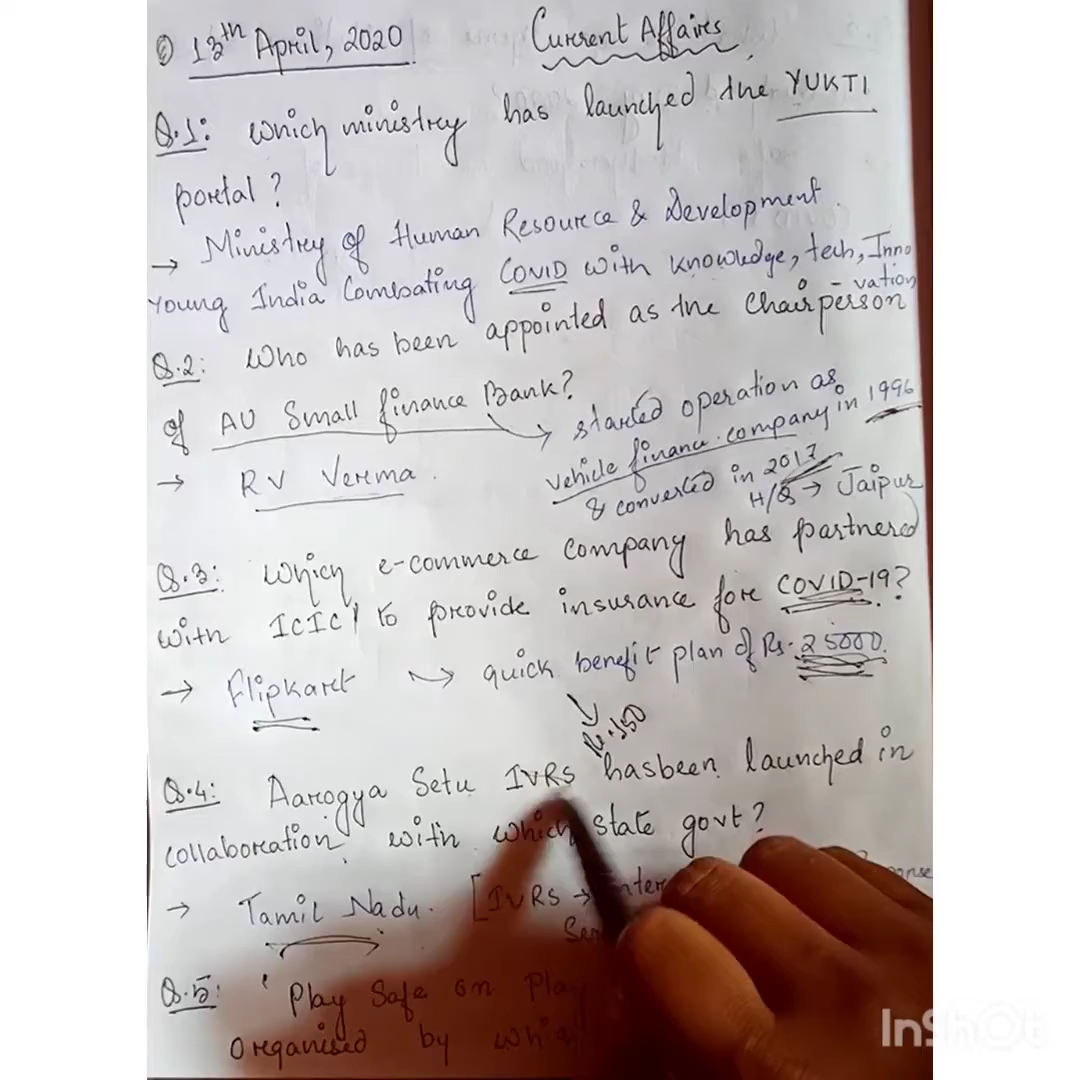 13th April, 2020 Current Affaires
Q.1: Which ministry has launched the YUKTI
portal?
→ Ministry of Human Resource & Development.
Young India Combating COVID with knowledge, tech, Inno
-vation
Q.2: Who has been appointed as the Chairperson
of AU Small finance Bank?
→ started operation as
vehicle finance company in 1996
& converted in 2017
H/Q → Jaipur
→ RV Verma.
Q.3: Which e-commerce company has partnered
with ICICI to provide insurance for COVID-19?
→ Flipkart → quick benefit plan of Rs. 25000.
Q.4: Aarogya Setu IVRS has been launched in
collaboration with which state govt?
→ Tamil Nadu. [IVRS →
Q.5: 'Play Safe on
organised by
InShOt